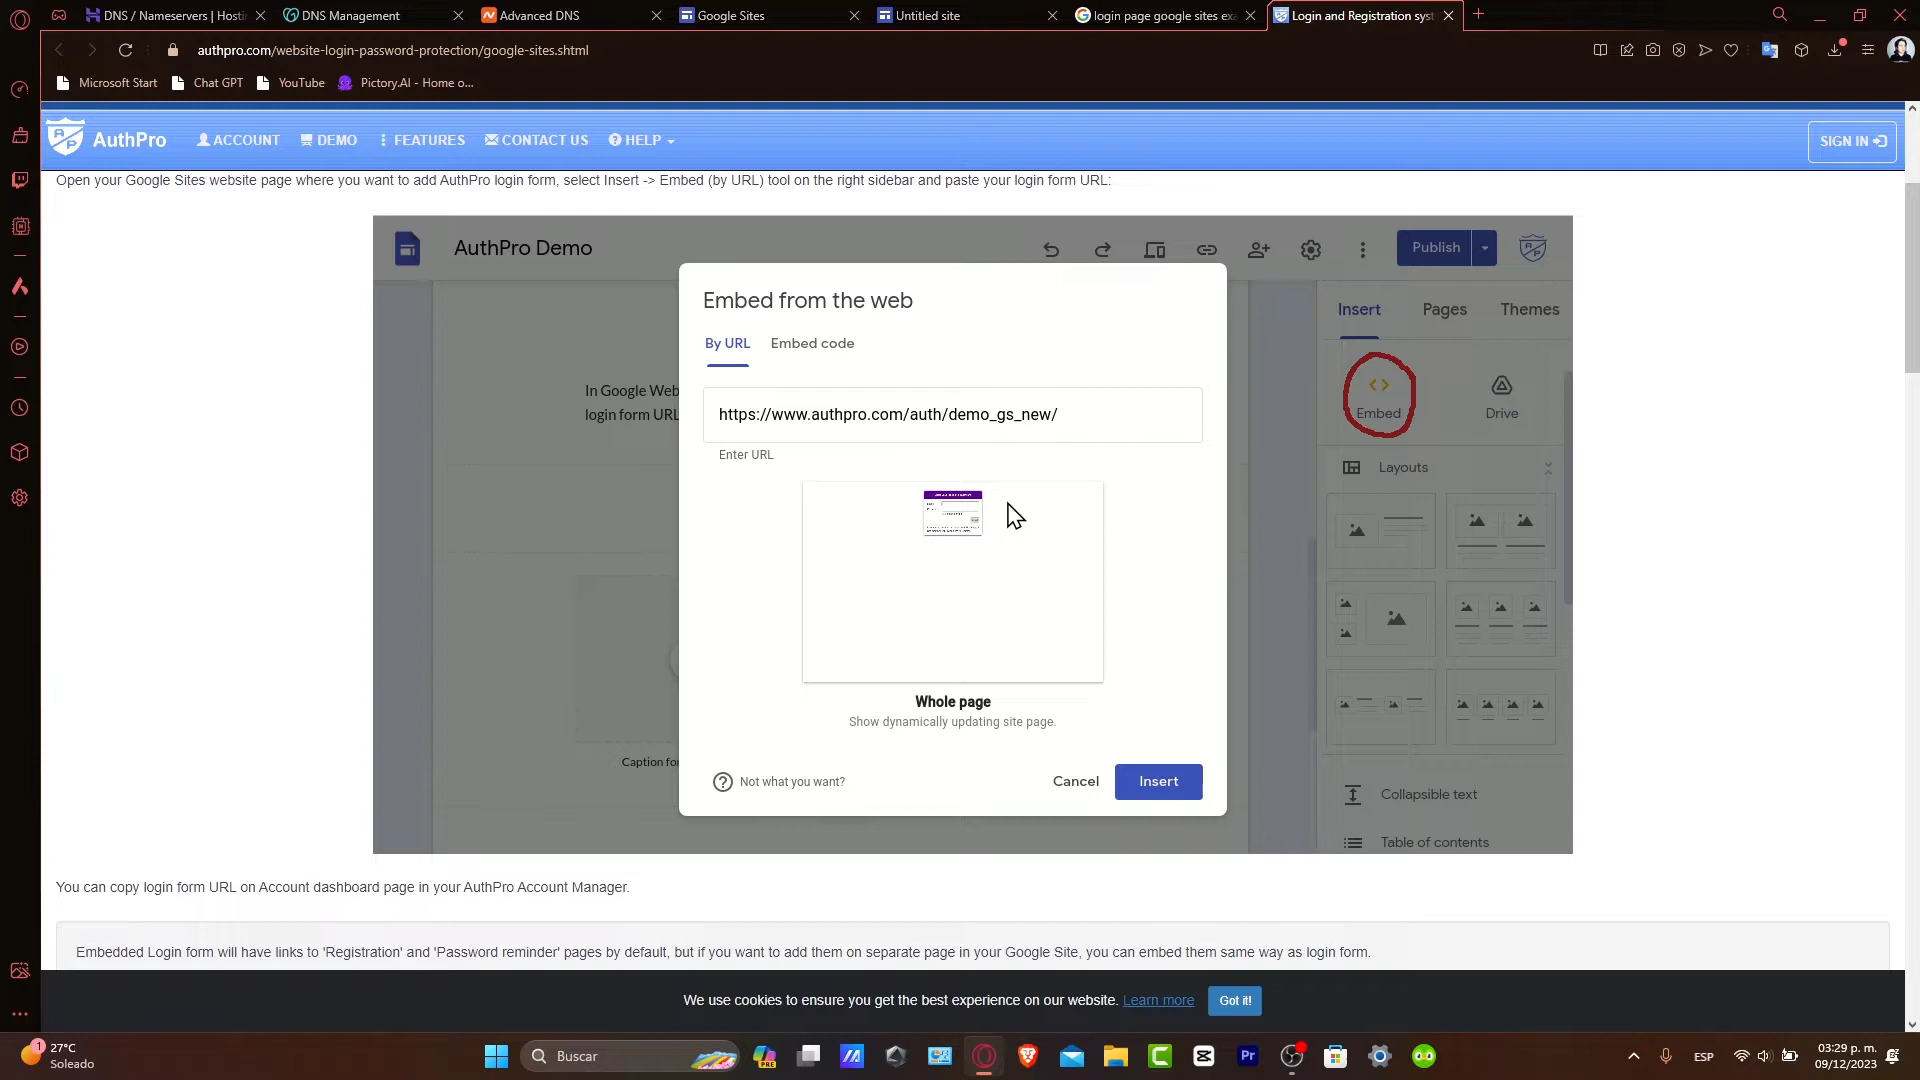 DNS / Nameservers | Hosti
DNS Management
Advanced DNS
Google Sites
Untitled site
login page google sites exa
Login and Registration syst
authpro.com/website-login-password-protection/google-sites.shtml
Microsoft Start
Chat GPT
YouTube
Pictory.AI - Home o...
AuthPro
ACCOUNT
DEMO
FEATURES
CONTACT US
HELP
SIGN IN
Open your Google Sites website page where you want to add AuthPro login form, select Insert -> Embed (by URL) tool on the right sidebar and paste your login form URL:
AuthPro Demo
Publish
Embed from the web
By URL
Embed code
Insert
Pages
Themes
In Google Web
login form URL
https://www.authpro.com/auth/demo_gs_new/
Enter URL
Embed
Drive
Layouts
Whole page
Show dynamically updating site page.
Caption for
Not what you want?
Cancel
Insert
Collapsible text
Table of contents
You can copy login form URL on Account dashboard page in your AuthPro Account Manager.
Embedded Login form will have links to 'Registration' and 'Password reminder' pages by default, but if you want to add them on separate page in your Google Site, you can embed them same way as login form.
We use cookies to ensure you get the best experience on our website. Learn more
Got it!
1
27°C
Soleado
Buscar
PRE
Pr
ESP
03:29 p. m.
09/12/2023